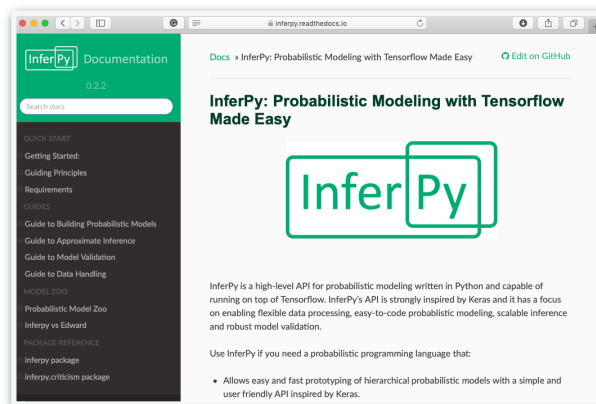 inferpy.readthedocs.io
Infer Py Documentation
0.2.2
Search docs
QUICK START
Getting Started:
Guiding Principles
Requirements
GUIDES
Guide to Building Probabilistic Models
Guide to Approximate Inference
Guide to Model Validation
Guide to Data Handling
MODEL ZOO
Probabilistic Model Zoo
Inferpy vs Edward
PACKAGE REFERENCE
inferpy package
inferpy.criticism package
Docs » InferPy: Probabilistic Modeling with Tensorflow Made Easy
Edit on GitHub
InferPy: Probabilistic Modeling with Tensorflow
Made Easy
Infer Py
InferPy is a high-level API for probabilistic modeling written in Python and capable of
running on top of Tensorflow. InferPy's API is strongly inspired by Keras and it has a focus
on enabling flexible data processing, easy-to-code probablistic modeling, scalable inference
and robust model validation.
Use InferPy if you need a probabilistic programming language that:
• Allows easy and fast prototyping of hierarchical probabilistic models with a simple and
user friendly API inspired by Keras.